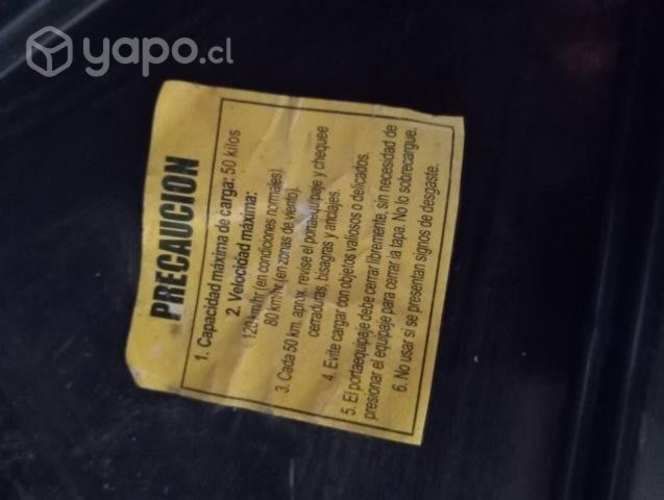 yapo.cl
PRECAUCION
1. Capacidad máxima de carga: 50 kilos
2. Velocidad máxima:
120 km/hr (en condiciones normales)
80 km/hr (en zonas de viento).
3. Cada 50 km. aprox. revise el portaequipaje y chequee
cerraduras, bisagras y anclajes.
4. Evite cargar con objetos valiosos o delicados.
5. El portaequipaje debe cerrar libremente, sin necesidad de
presionar el equipaje para cerrar la tapa. No lo sobrecargue.
6. No usar si se presentan signos de desgaste.